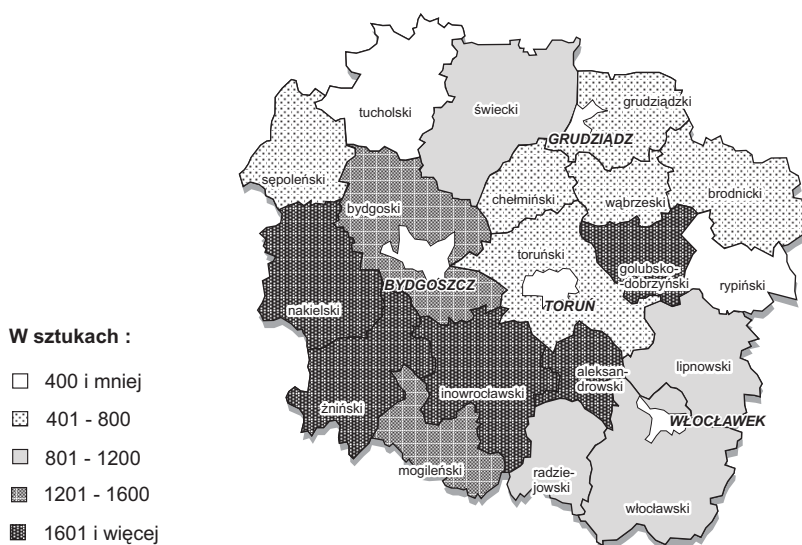 tucholski
świecki
grudziądzki
GRUDZIĄDZ
sępoleński
chełmiński
wąbrzeski
brodnicki
bydgoski
toruński
golubsko-
dobrzyński
rypiński
BYDGOSZCZ
TORUŃ
nakielski
W sztukach :
400 i mniej
401 - 800
801 - 1200
1201 - 1600
1601 i więcej
żniński
inowrocławski
aleksan-
drowski
lipnowski
WŁOCŁAWEK
mogileński
radzie-
jowski
włocławski